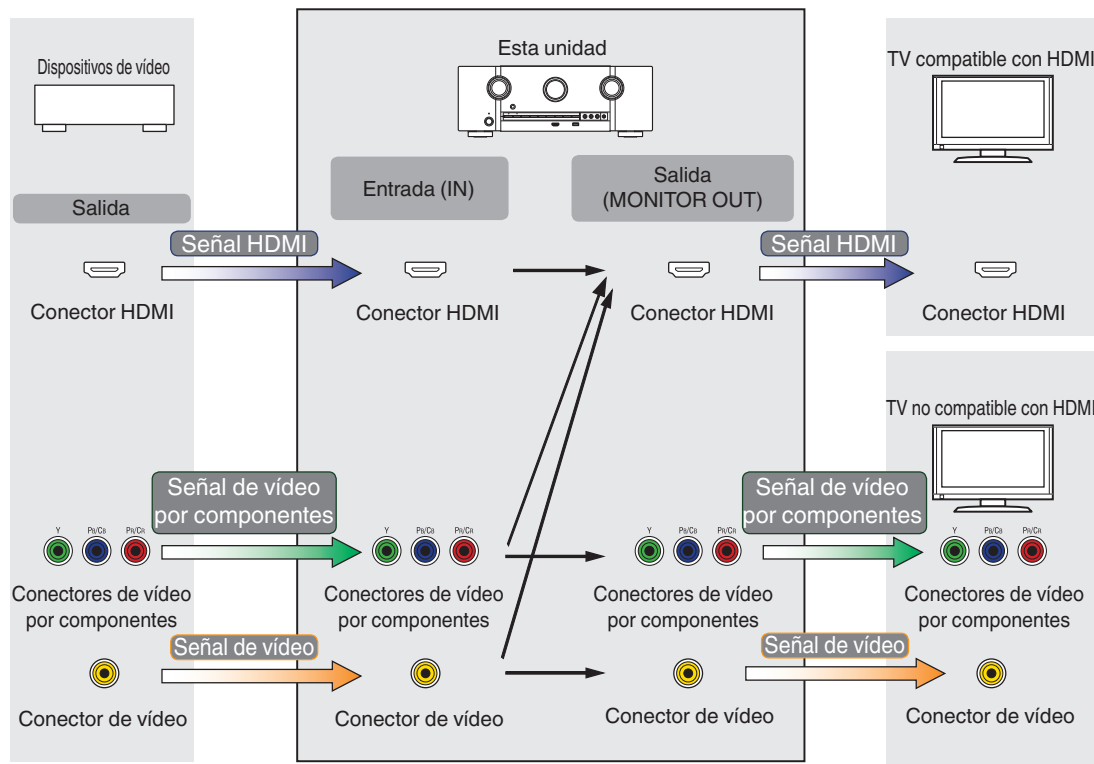 Dispositivos de vídeo
Esta unidad
TV compatible con HDMI
Salida
Entrada (IN)
Salida
(MONITOR OUT)
Señal HDMI
Señal HDMI
Conector HDMI
Conector HDMI
Conector HDMI
Conector HDMI
TV no compatible con HDMI
Señal de vídeo
por componentes
Señal de vídeo
por componentes
Y PB/CB PR/CR
Y PB/CB PR/CR
Y PB/CB PR/CR
Y PB/CB PR/CR
Conectores de vídeo
por componentes
Conectores de vídeo
por componentes
Conectores de vídeo
por componentes
Conectores de vídeo
por componentes
Señal de vídeo
Señal de vídeo
Conector de vídeo
Conector de vídeo
Conector de vídeo
Conector de vídeo